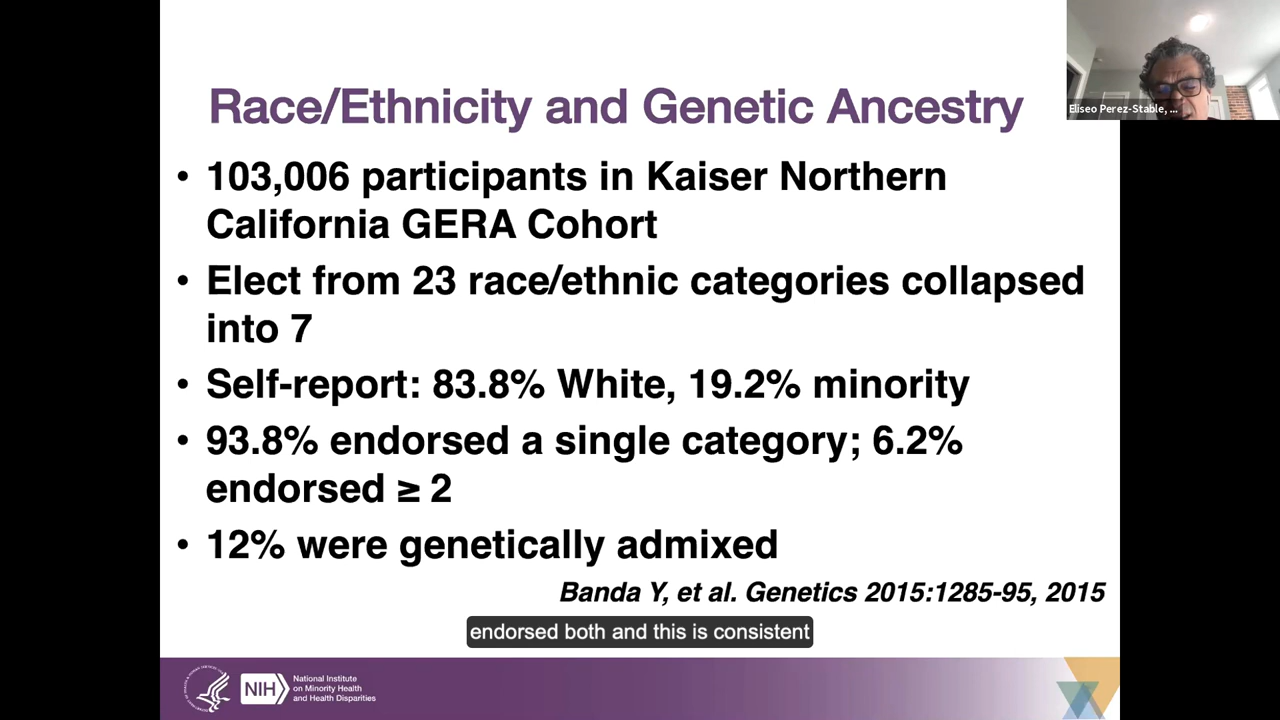 Race/Ethnicity and Genetic Ancestry
Eliseo Perez-Stable, ...
• 103,006 participants in Kaiser Northern
California GERA Cohort
• Elect from 23 race/ethnic categories collapsed
into 7
• Self-report: 83.8% White, 19.2% minority
• 93.8% endorsed a single category; 6.2%
endorsed ≥ 2
• 12% were genetically admixed
Banda Y, et al. Genetics 2015:1285-95, 2015
endorsed both and this is consistent
NIH
National Institute
on Minority Health
and Health Disparities